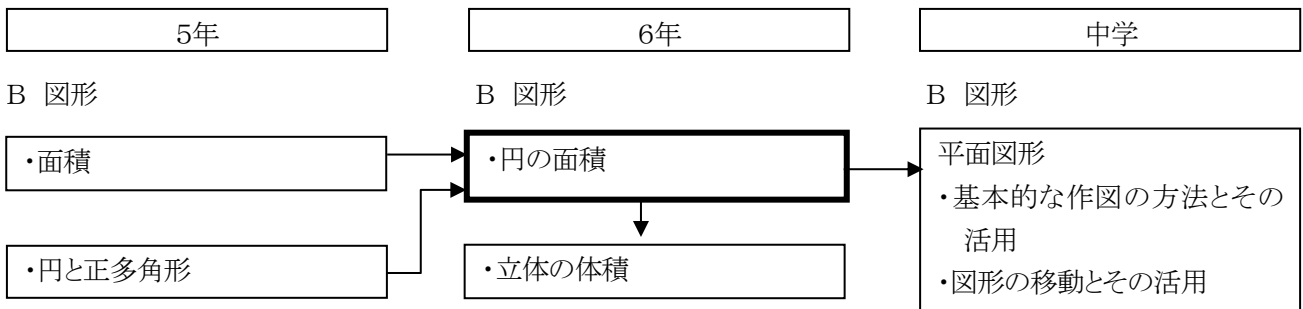 5年
6年
中学
B 図形
B 図形
B 図形
・面積
・円の面積
平面図形
・基本的な作図の方法とその
活用
・図形の移動とその活用
・円と正多角形
・立体の体積